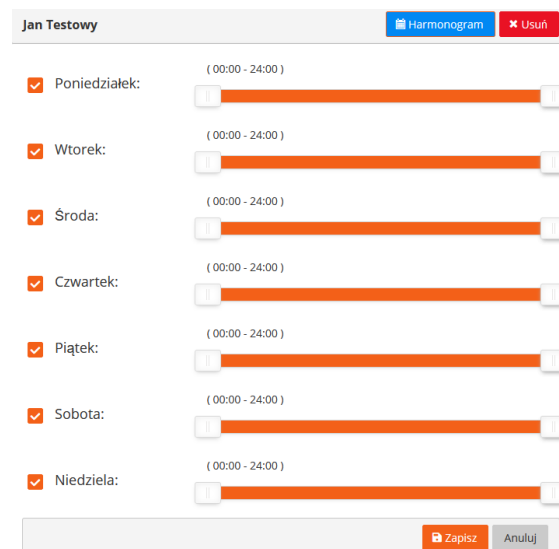 Jan Testowy Harmonogram Usuń
( 00:00 - 24:00 )
Poniedziałek:
( 00:00 - 24:00 )
Wtorek:
( 00:00 - 24:00 )
Środa:
( 00:00 - 24:00 )
Czwartek:
( 00:00 - 24:00 )
Piątek:
( 00:00 - 24:00 )
Sobota:
( 00:00 - 24:00 )
Niedziela:
Zapisz Anuluj